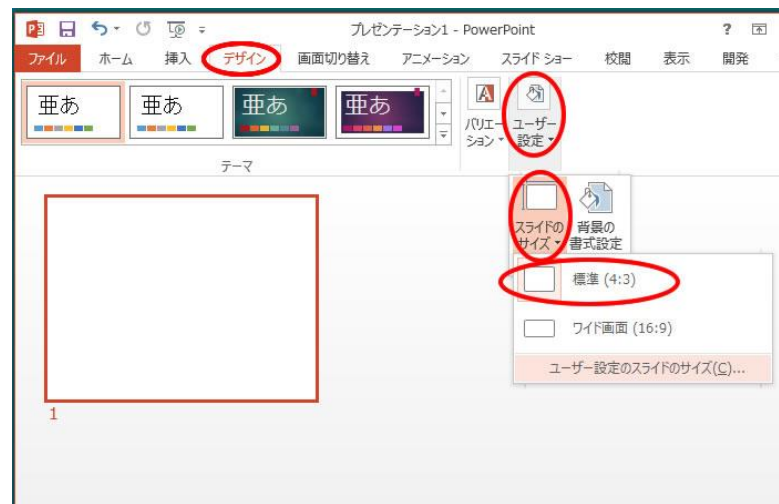 プレゼンテーション1 - PowerPoint ?
ファイル ホーム 挿入 デザイン 画面切り替え アニメーション スライド ショー 校閲 表示 開発
亜あ 亜あ 亜あ 亜あ
バリエー
ション
ユーザー
設定
テーマ
スライドの
サイズ
背景の
書式設定
標準 (4:3)
ワイド画面 (16:9)
ユーザー設定のスライドのサイズ(C)...
1